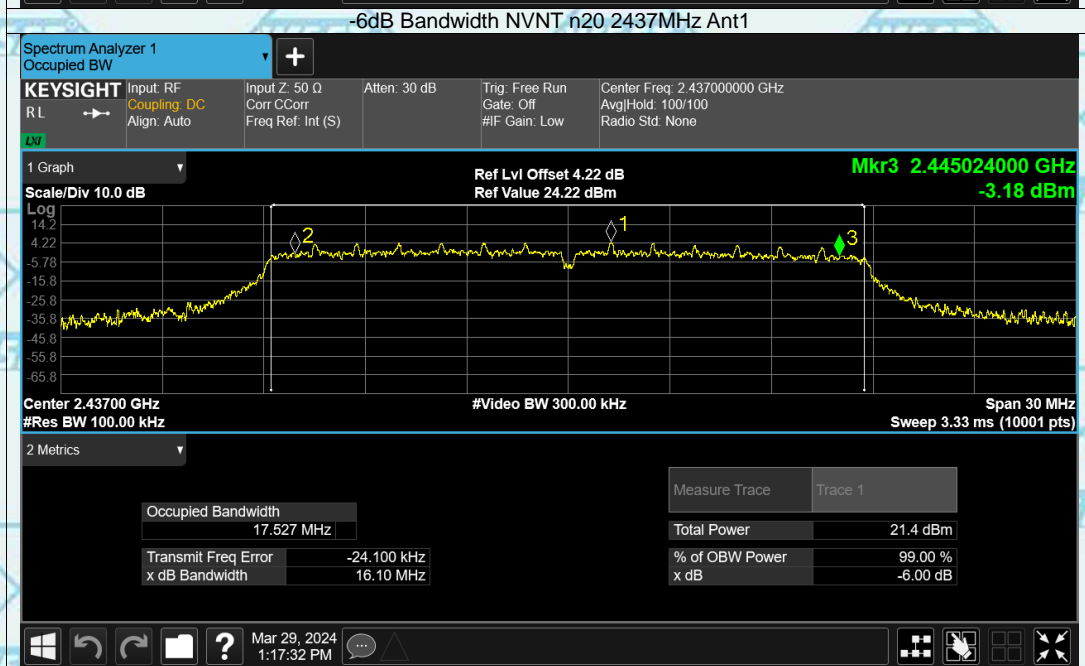 -6dB Bandwidth NVNT n20 2437MHz Ant1
Spectrum Analyzer 1
Occupied BW
+
KEYSIGHT
R L
LXI
Input: RF
Coupling: DC
Align: Auto
Input Z: 50 Ω
Corr CCorr
Freq Ref: Int (S)
Atten: 30 dB
Trig: Free Run
Gate: Off
#IF Gain: Low
Center Freq: 2.437000000 GHz
Avg|Hold: 100/100
Radio Std: None
1 Graph
Scale/Div 10.0 dB
Ref Lvl Offset 4.22 dB
Ref Value 24.22 dBm
Mkr3 2.445024000 GHz
-3.18 dBm
Log
14.2
4.22
-5.78
-15.8
-25.8
-35.8
-45.8
-55.8
-65.8
2
1
3
Center 2.43700 GHz
#Res BW 100.00 kHz
#Video BW 300.00 kHz
Span 30 MHz
Sweep 3.33 ms (10001 pts)
2 Metrics
Measure Trace Trace 1
Occupied Bandwidth
17.527 MHz
Total Power 21.4 dBm
Transmit Freq Error -24.100 kHz
% of OBW Power 99.00 %
x dB Bandwidth 16.10 MHz
x dB -6.00 dB
?
Mar 29, 2024
1:17:32 PM